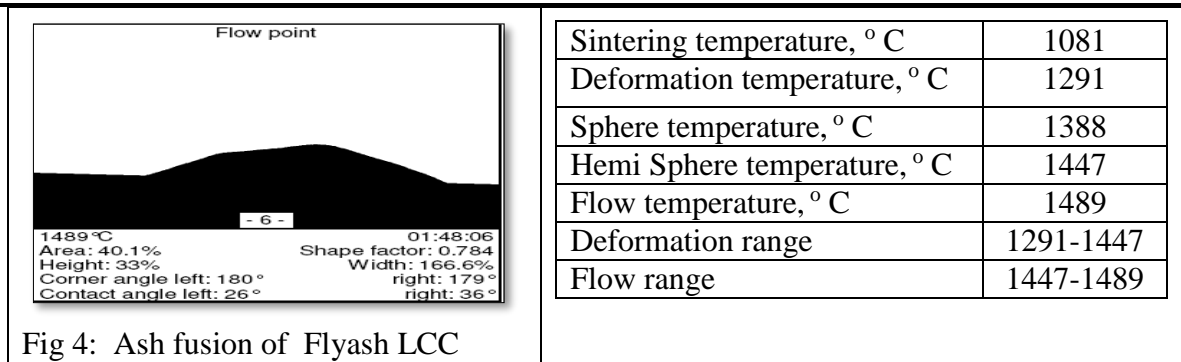 Flow point
- 6 -
1489°C 01:48:06
Area: 40.1% Shape factor: 0.784
Height: 33% Width: 166.6%
Corner angle left: 180° right: 179°
Contact angle left: 26° right: 36°
Fig 4: Ash fusion of Flyash LCC
Sintering temperature, ° C 1081
Deformation temperature, ° C 1291
Sphere temperature, ° C 1388
Hemi Sphere temperature, ° C 1447
Flow temperature, ° C 1489
Deformation range 1291-1447
Flow range 1447-1489